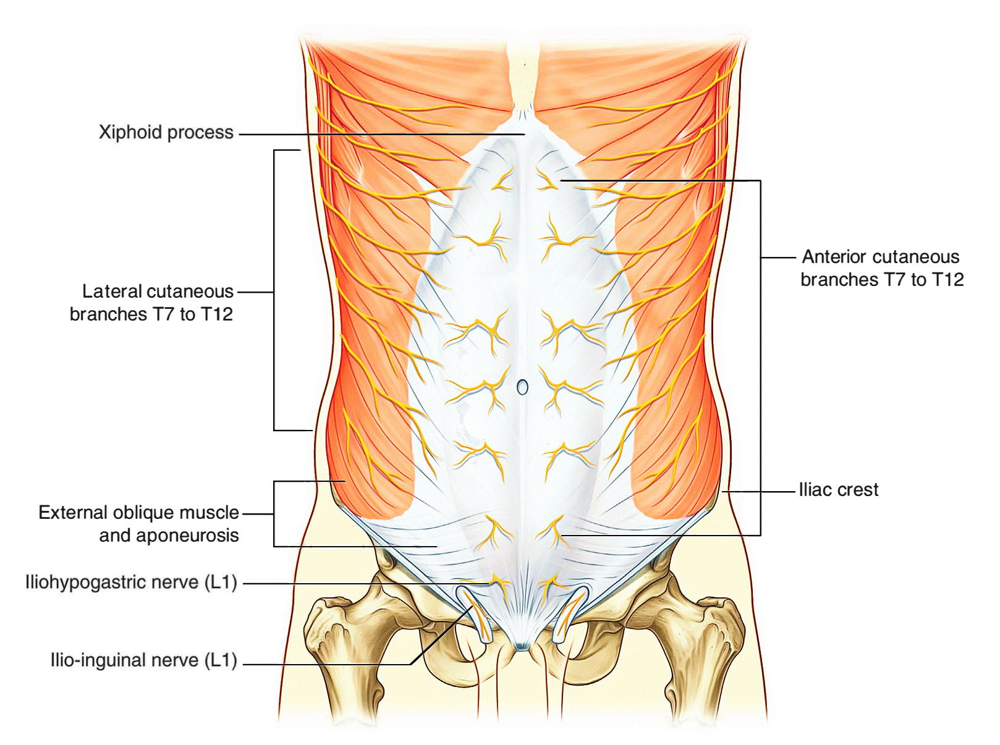 Xiphoid process
Lateral cutaneous
branches T7 to T12
External oblique muscle
and aponeurosis
Iliohypogastric nerve (L1)
Ilio-inguinal nerve (L1)
Anterior cutaneous
branches T7 to T12
Iliac crest